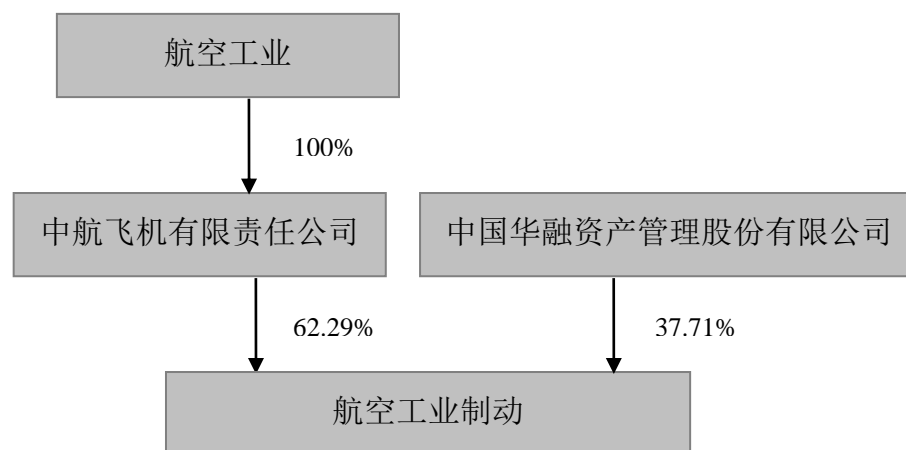 航空工业
100%
中航飞机有限责任公司
中国华融资产管理股份有限公司
62.29%
37.71%
航空工业制动